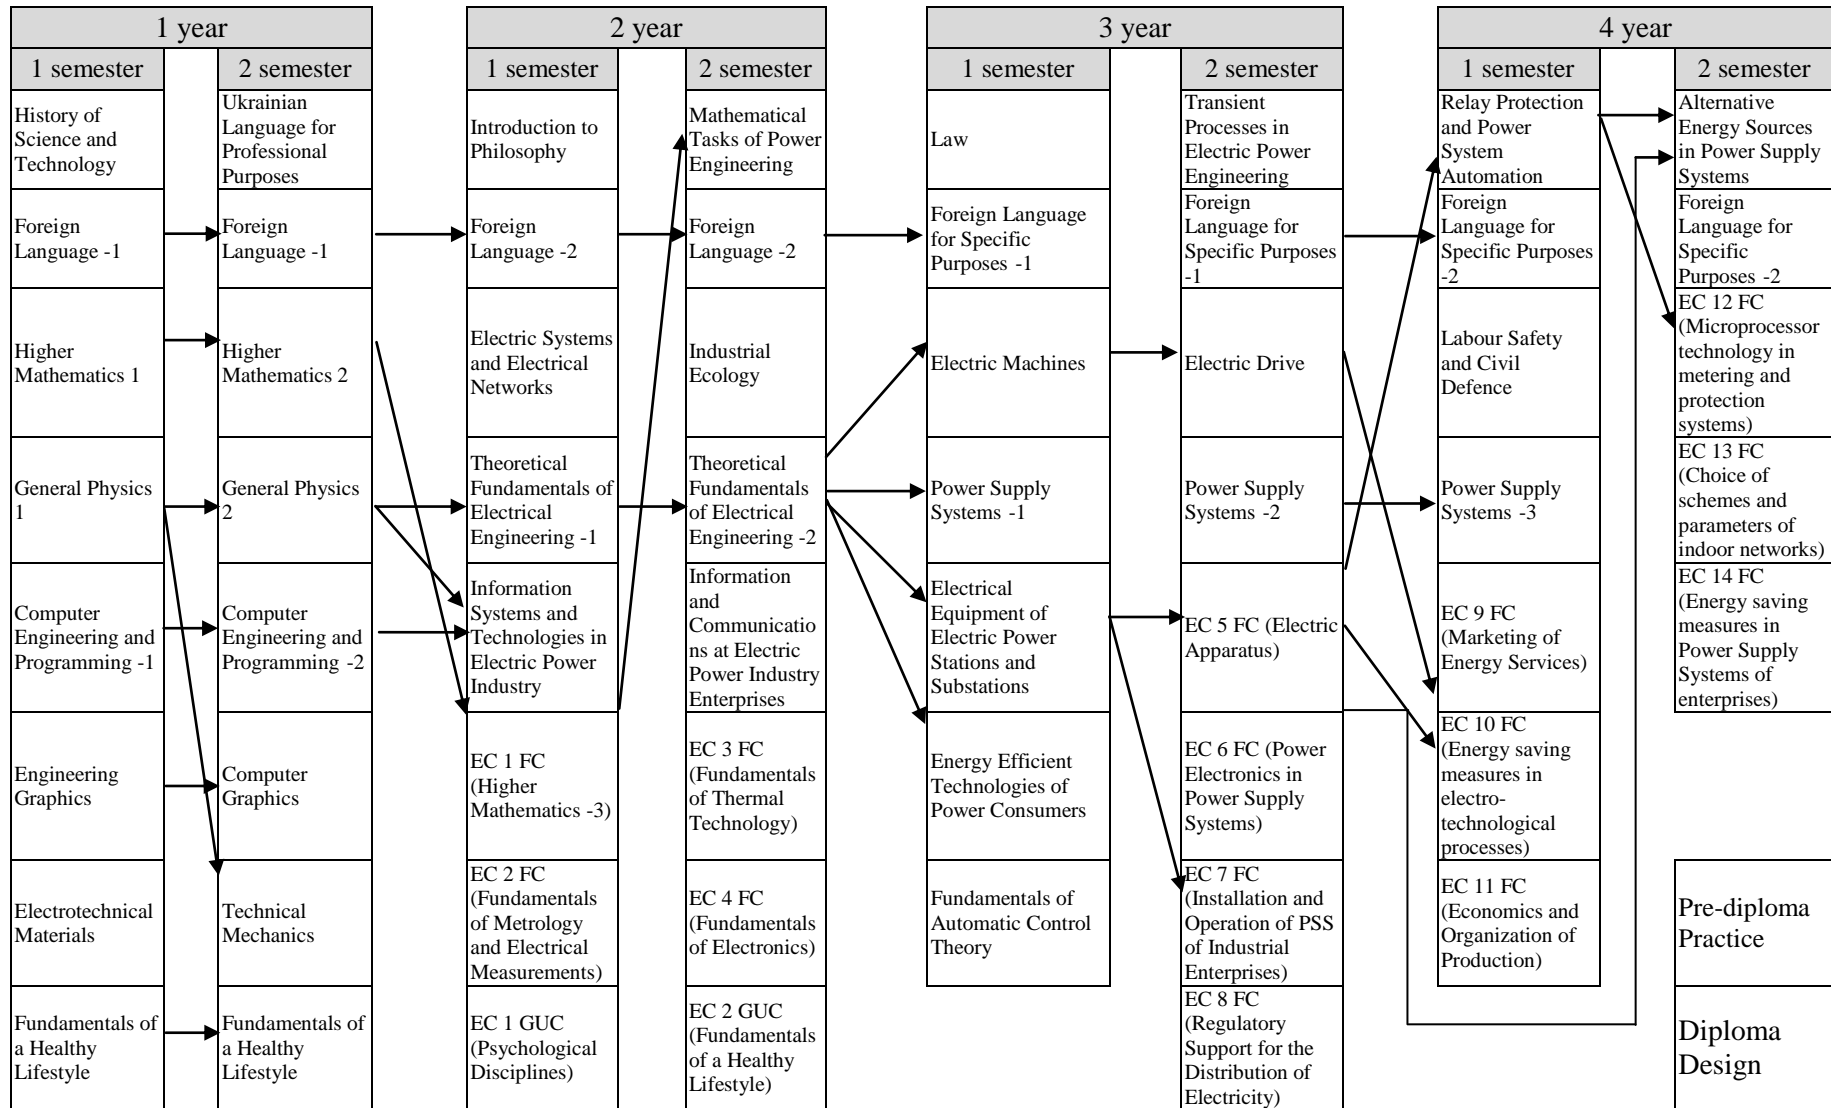 1 year
1 semester
2 semester
History of
Science and
Technology
Ukrainian
Language for
Professional
Purposes
Foreign
Language -1
Foreign
Language -1
Higher
Mathematics 1
Higher
Mathematics 2
General Physics
1
General Physics
2
Computer
Engineering and
Programming -1
Computer
Engineering and
Programming -2
Engineering
Graphics
Computer
Graphics
Electrotechnical
Materials
Technical
Mechanics
Fundamentals of
a Healthy
Lifestyle
Fundamentals of
a Healthy
Lifestyle
2 year
1 semester
2 semester
Introduction to
Philosophy
Mathematical
Tasks of Power
Engineering
Foreign
Language -2
Foreign
Language -2
Electric Systems
and Electrical
Networks
Industrial
Ecology
Theoretical
Fundamentals of
Electrical
Engineering -1
Theoretical
Fundamentals
of Electrical
Engineering -2
Information
Systems and
Technologies in
Electric Power
Industry
Information
and
Communicatio
ns at Electric
Power Industry
Enterprises
EC 1 FC
(Higher
Mathematics -3)
EC 3 FC
(Fundamentals
of Thermal
Technology)
EC 2 FC
(Fundamentals
of Metrology
and Electrical
Measurements)
EC 4 FC
(Fundamentals
of Electronics)
EC 1 GUC
(Psychological
Disciplines)
EC 2 GUC
(Fundamentals
of a Healthy
Lifestyle)
3 year
1 semester
2 semester
Law
Transient
Processes in
Electric Power
Engineering
Foreign Language
for Specific
Purposes -1
Foreign
Language for
Specific Purposes
-1
Electric Machines
Electric Drive
Power Supply
Systems -1
Power Supply
Systems -2
Electrical
Equipment of
Electric Power
Stations and
Substations
EC 5 FC (Electric
Apparatus)
Energy Efficient
Technologies of
Power Consumers
EC 6 FC (Power
Electronics in
Power Supply
Systems)
Fundamentals of
Automatic Control
Theory
EC 7 FC
(Installation and
Operation of PSS
of Industrial
Enterprises)
EC 8 FC
(Regulatory
Support for the
Distribution of
Electricity)
4 year
1 semester
2 semester
Relay Protection
and Power
System
Automation
Alternative
Energy Sources
in Power Supply
Systems
Foreign
Language for
Specific Purposes
-2
Foreign
Language for
Specific
Purposes -2
Labour Safety
and Civil
Defence
EC 12 FC
(Microprocessor
technology in
metering and
protection
systems)
Power Supply
Systems -3
EC 13 FC
(Choice of
schemes and
parameters of
indoor networks)
EC 9 FC
(Marketing of
Energy Services)
EC 14 FC
(Energy saving
measures in
Power Supply
Systems of
enterprises)
EC 10 FC
(Energy saving
measures in
electro-
technological
processes)
EC 11 FC
(Economics and
Organization of
Production)
Pre-diploma
Practice
Diploma
Design